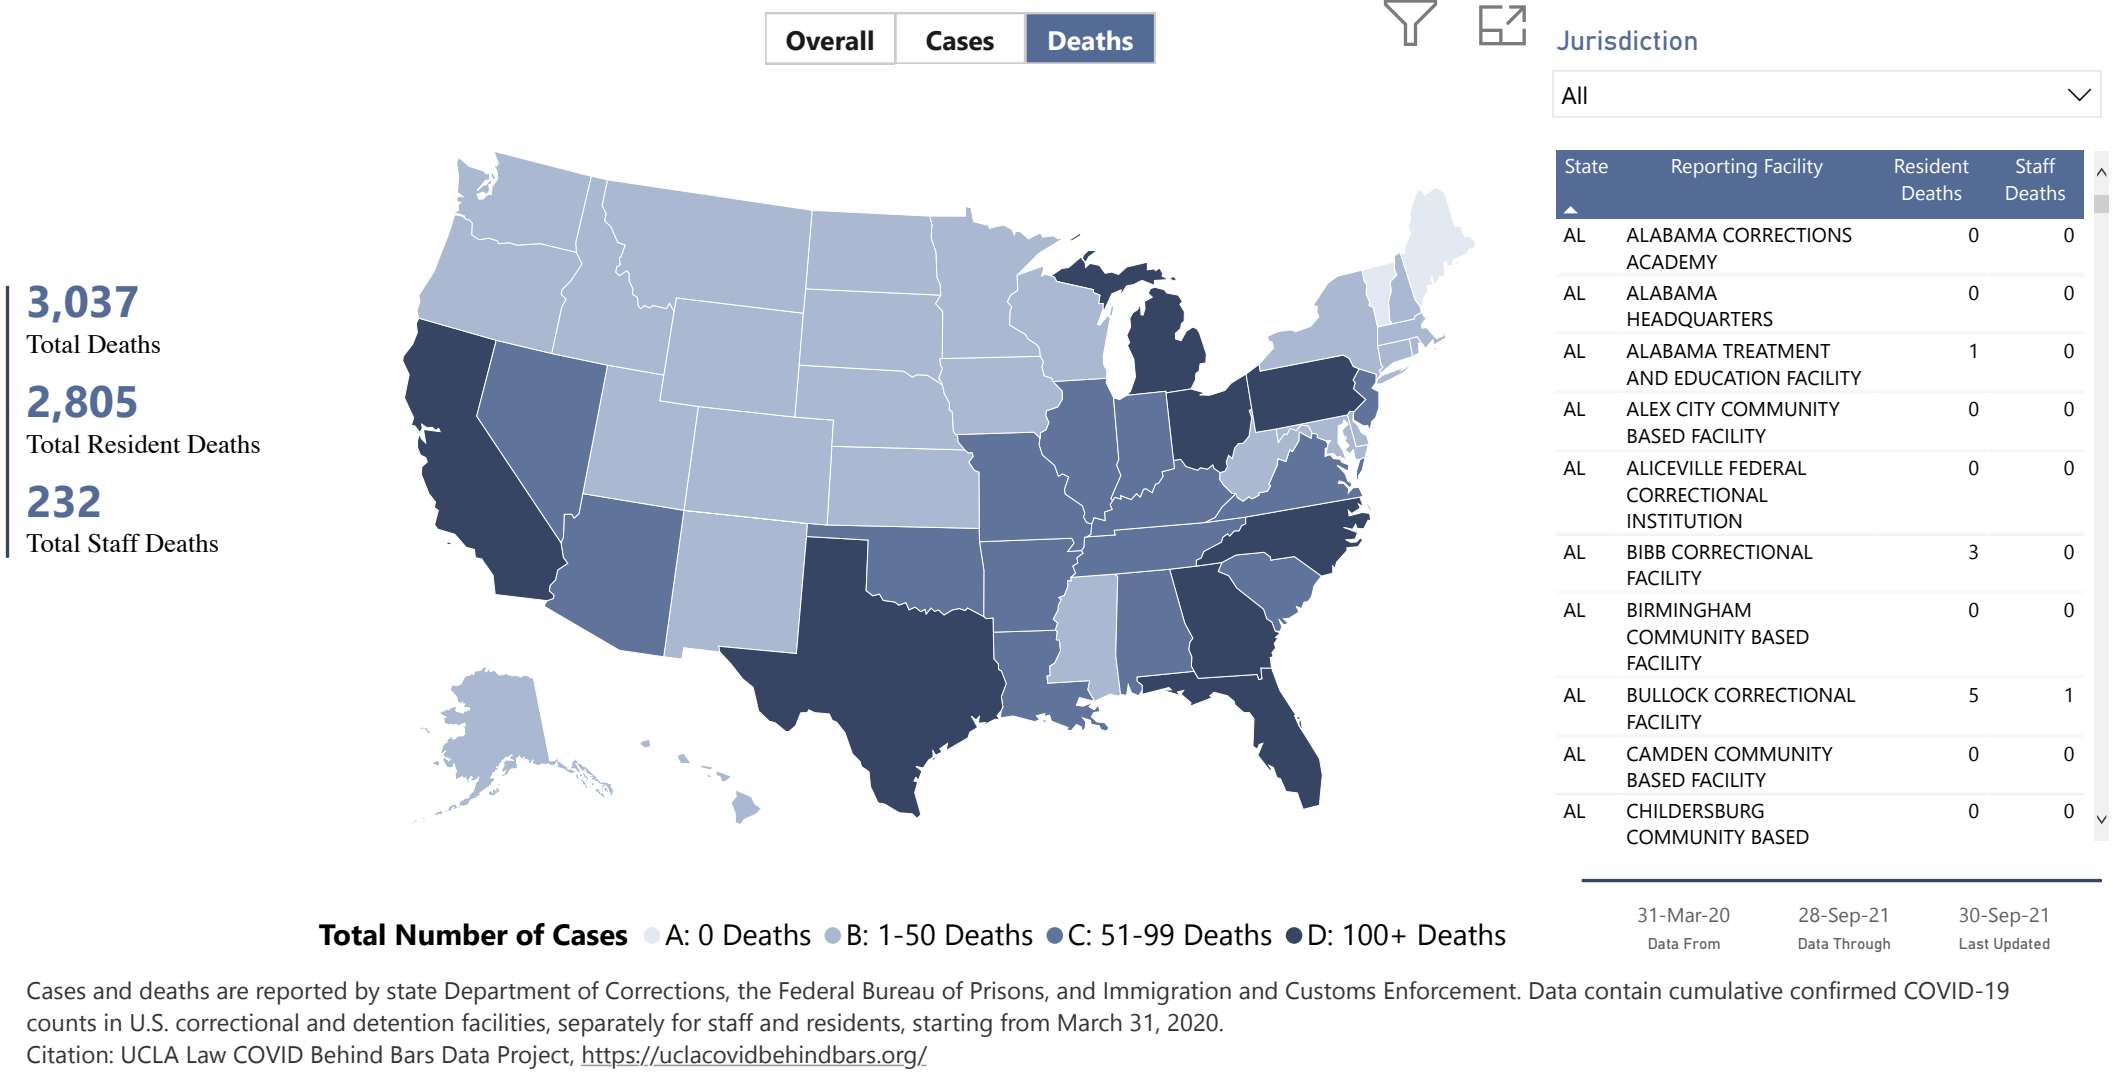 Overall Cases Deaths
Jurisdiction
All
3,037
Total Deaths
2,805
Total Resident Deaths
232
Total Staff Deaths
State Reporting Facility Resident Deaths Staff Deaths
AL ALABAMA CORRECTIONS 0 0
ACADEMY
AL ALABAMA 0 0
HEADQUARTERS
AL ALABAMA TREATMENT 1 0
AND EDUCATION FACILITY
AL ALEX CITY COMMUNITY 0 0
BASED FACILITY
AL ALICEVILLE FEDERAL 0 0
CORRECTIONAL
INSTITUTION
AL BIBB CORRECTIONAL 3 0
FACILITY
AL BIRMINGHAM 0 0
COMMUNITY BASED
FACILITY
AL BULLOCK CORRECTIONAL 5 1
FACILITY
AL CAMDEN COMMUNITY 0 0
BASED FACILITY
AL CHILDERSBURG 0 0
COMMUNITY BASED
31-Mar-20 28-Sep-21 30-Sep-21
Data From Data Through Last Updated
Total Number of Cases A: 0 Deaths B: 1-50 Deaths C: 51-99 Deaths D: 100+ Deaths
Cases and deaths are reported by state Department of Corrections, the Federal Bureau of Prisons, and Immigration and Customs Enforcement. Data contain cumulative confirmed COVID-19
counts in U.S. correctional and detention facilities, separately for staff and residents, starting from March 31, 2020.
Citation: UCLA Law COVID Behind Bars Data Project, https://uclacovidbehindbars.org/